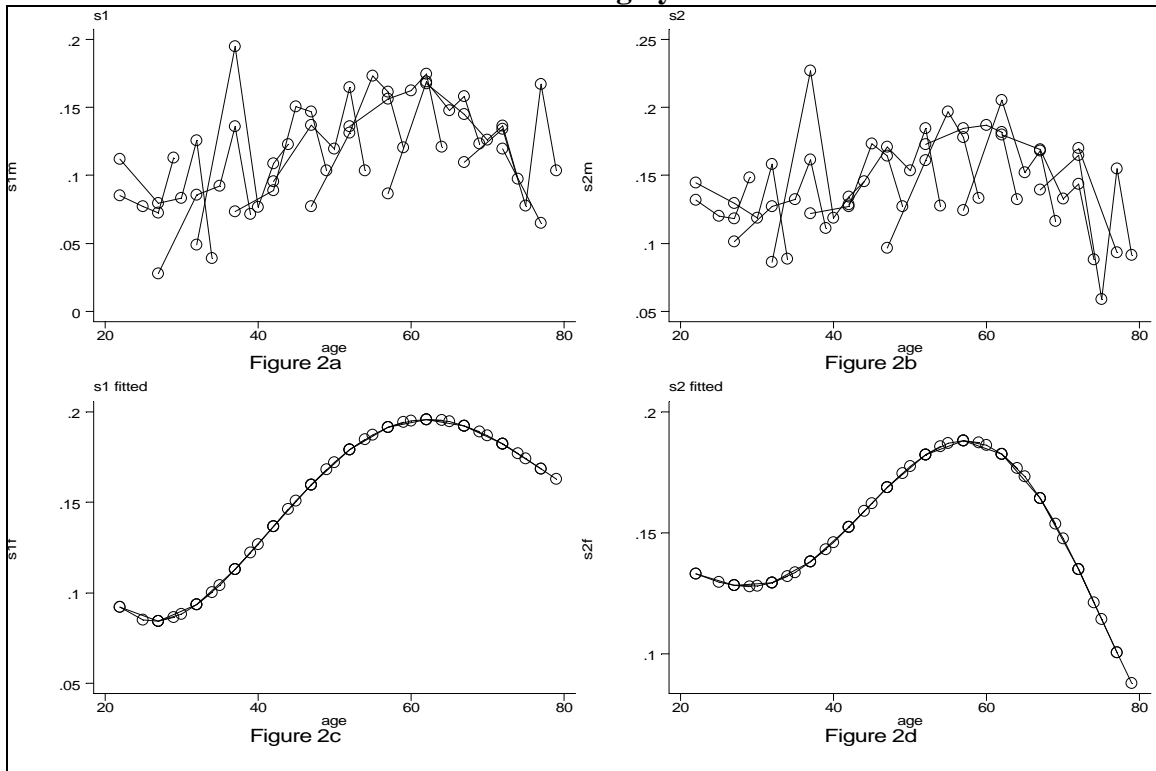 s1
s1m
.2
.15
.1
.05
0
20 40 60 80
age
Figure 2a
s2
s2m
.25
.2
.15
.1
.05
20 40 60 80
age
Figure 2b
s1 fitted
s1f
.2
.15
.1
.05
20 40 60 80
age
Figure 2c
s2 fitted
s2f
.2
.15
.1
20 40 60 80
age
Figure 2d